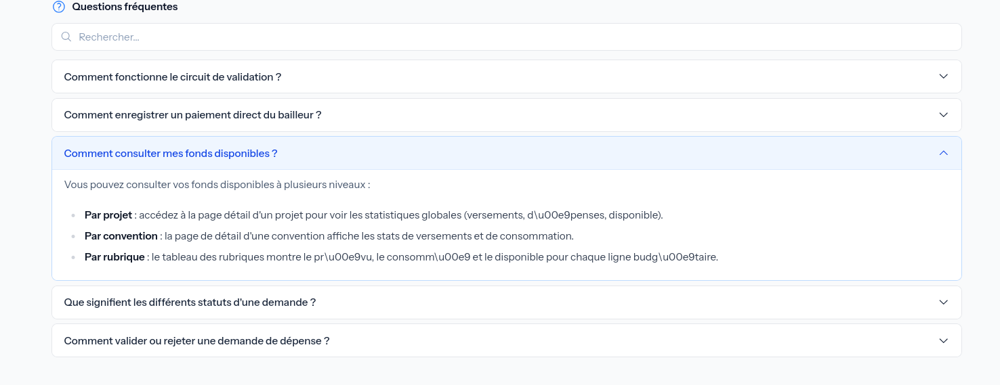 Questions fréquentes
Rechercher...
Comment fonctionne le circuit de validation ?
Comment enregistrer un paiement direct du bailleur ?
Comment consulter mes fonds disponibles ?
Vous pouvez consulter vos fonds disponibles à plusieurs niveaux :
Par projet : accédez à la page détail d'un projet pour voir les statistiques globales (versements, d\u00e9penses, disponible).
Par convention : la page de détail d'une convention affiche les stats de versements et de consommation.
Par rubrique : le tableau des rubriques montre le pr\u00e9vu, le consomm\u00e9 et le disponible pour chaque ligne budg\u00e9taire.
Que signifient les différents statuts d'une demande ?
Comment valider ou rejeter une demande de dépense ?